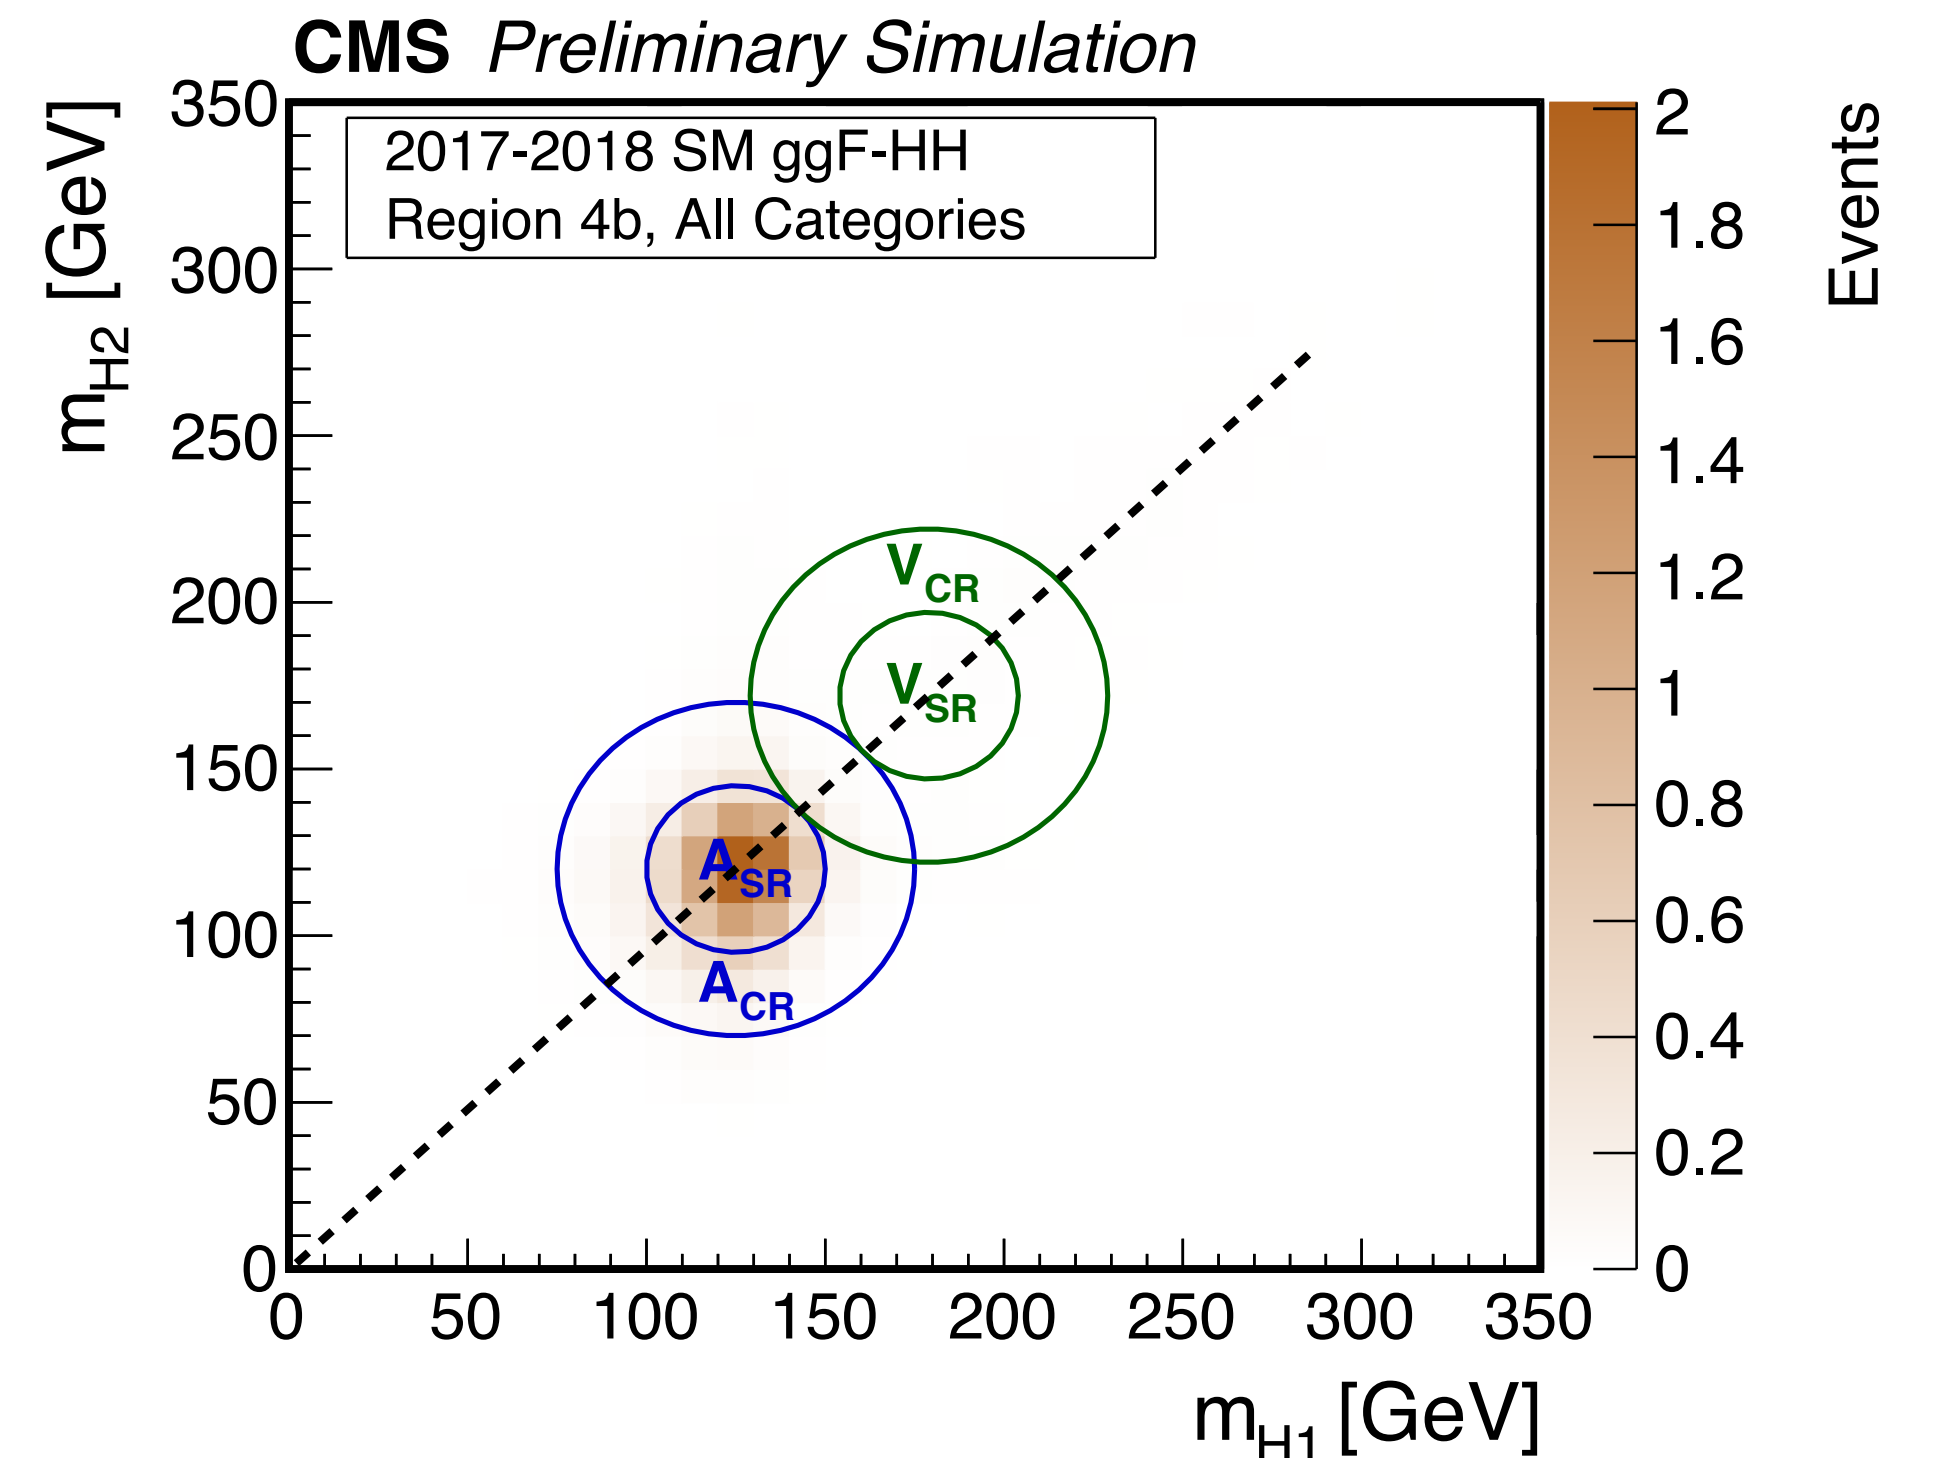 CMS Preliminary Simulation
2017-2018 SM ggF-HH
Region 4b, All Categories
m_H2 [GeV]
350
300
250
200
150
100
50
0
V_CR
V_SR
A_SR
A_CR
0 50 100 150 200 250 300 350
m_H1 [GeV]
2
1.8
1.6
1.4
1.2
1
0.8
0.6
0.4
0.2
0
Events